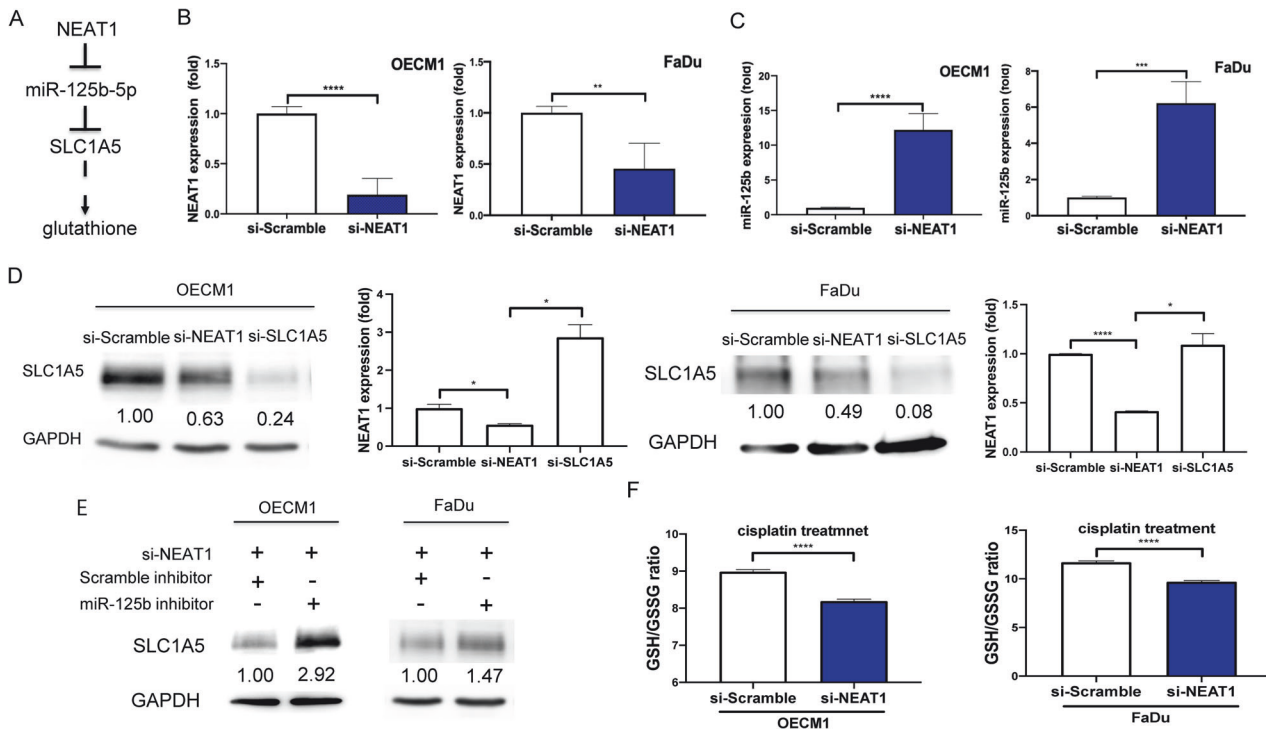 A
NEAT1
miR-125b-5p
SLC1A5
glutathione
B
NEAT1 expression (fold)
1.5
1.0
0.5
0.0
OECM1
****
si-Scramble si-NEAT1
NEAT1 expression (fold)
1.5
1.0
0.5
0.0
FaDu
**
si-Scramble si-NEAT1
C
miR-125b expreesion (fold)
20
15
10
5
0
OECM1
****
si-Scramble si-NEAT1
miR-125b expreesion (fold)
8
6
4
2
0
FaDu
***
si-Scramble si-NEAT1
D
OECM1
si-Scramble si-NEAT1 si-SLC1A5
SLC1A5
1.00 0.63 0.24
GAPDH
NEAT1 expression (fold)
4
3
2
1
0
*
*
si-Scramble si-NEAT1 si-SLC1A5
FaDu
si-Scramble si-NEAT1 si-SLC1A5
SLC1A5
1.00 0.49 0.08
GAPDH
NEAT1 expression (fold)
1.5
1.0
0.5
0.0
****
*
si-Scramble si-NEAT1 si-SLC1A5
E
OECM1 FaDu
si-NEAT1 + + + +
Scramble inhibitor + - + -
miR-125b inhibitor - + - +
SLC1A5
1.00 2.92 1.00 1.47
GAPDH
F
cisplatin treatmnet
****
GSH/GSSG ratio
10
9
8
7
6
si-Scramble si-NEAT1
OECM1
cisplatin treatment
****
GSH/GSSG ratio
15
10
5
0
si-Scramble si-NEAT1
FaDu